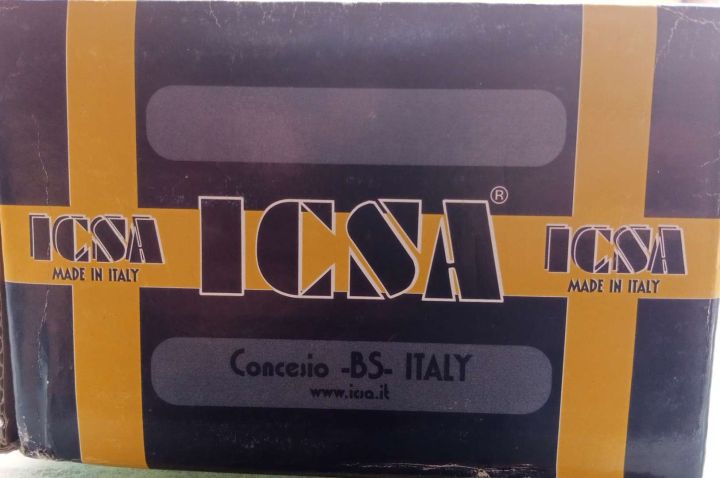 ICSA®
ICSA
MADE IN ITALY
ICSA
MADE IN ITALY
Concesio -BS- ITALY
www.icsa.it